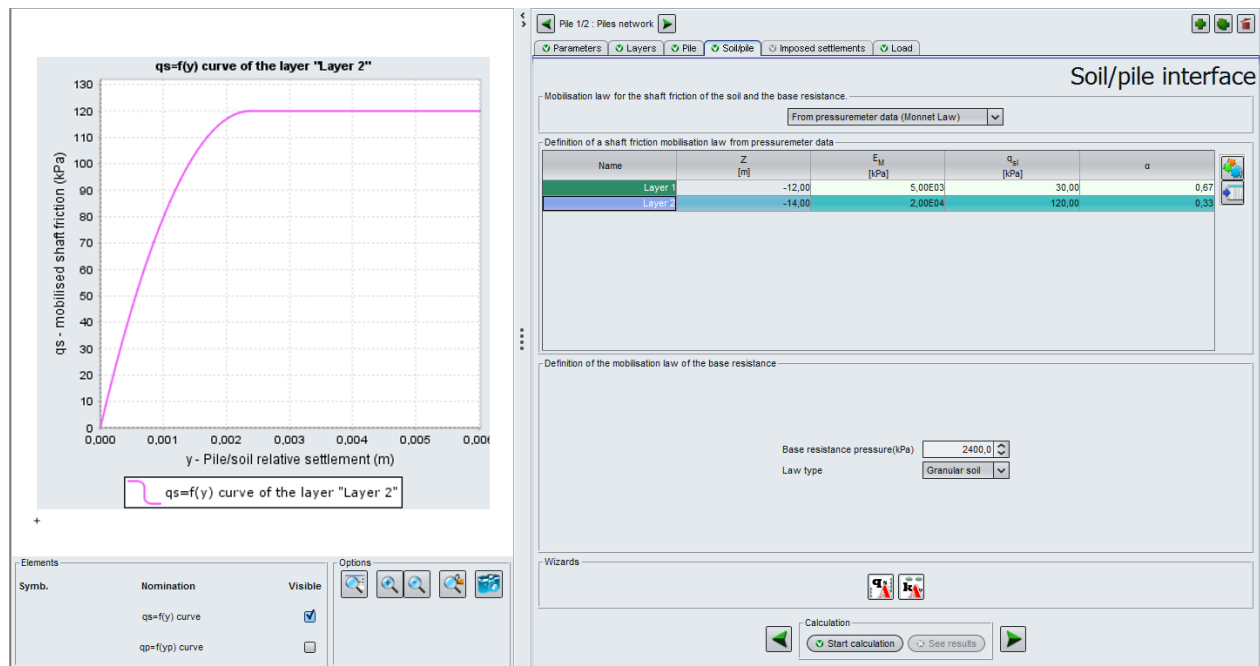 qs=f(y) curve of the layer "Layer 2"
130
120
110
100
90
80
70
60
50
40
30
20
10
0
qs - mobilised shaft friction (kPa)
0,000 0,001 0,002 0,003 0,004 0,005 0,006
y - Pile/soil relative settlement (m)
qs=f(y) curve of the layer "Layer 2"
+
Elements
Symb. Nomination Visible
qs=f(y) curve
qp=f(yp) curve
Options
Pile 1/2 : Piles network
Parameters Layers Pile Soil/pile Imposed settlements Load
Soil/pile interface
Mobilisation law for the shaft friction of the soil and the base resistance.
From pressuremeter data (Monnet Law)
Definition of a shaft friction mobilisation law from pressuremeter data
Name Z [m] EM [kPa] qsl [kPa] α
Layer 1 -12,00 5,00E03 30,00 0,67
Layer 2 -14,00 2,00E04 120,00 0,33
Definition of the mobilisation law of the base resistance
Base resistance pressure(kPa) 2400,0
Law type Granular soil
Wizards
Calculation
Start calculation See results